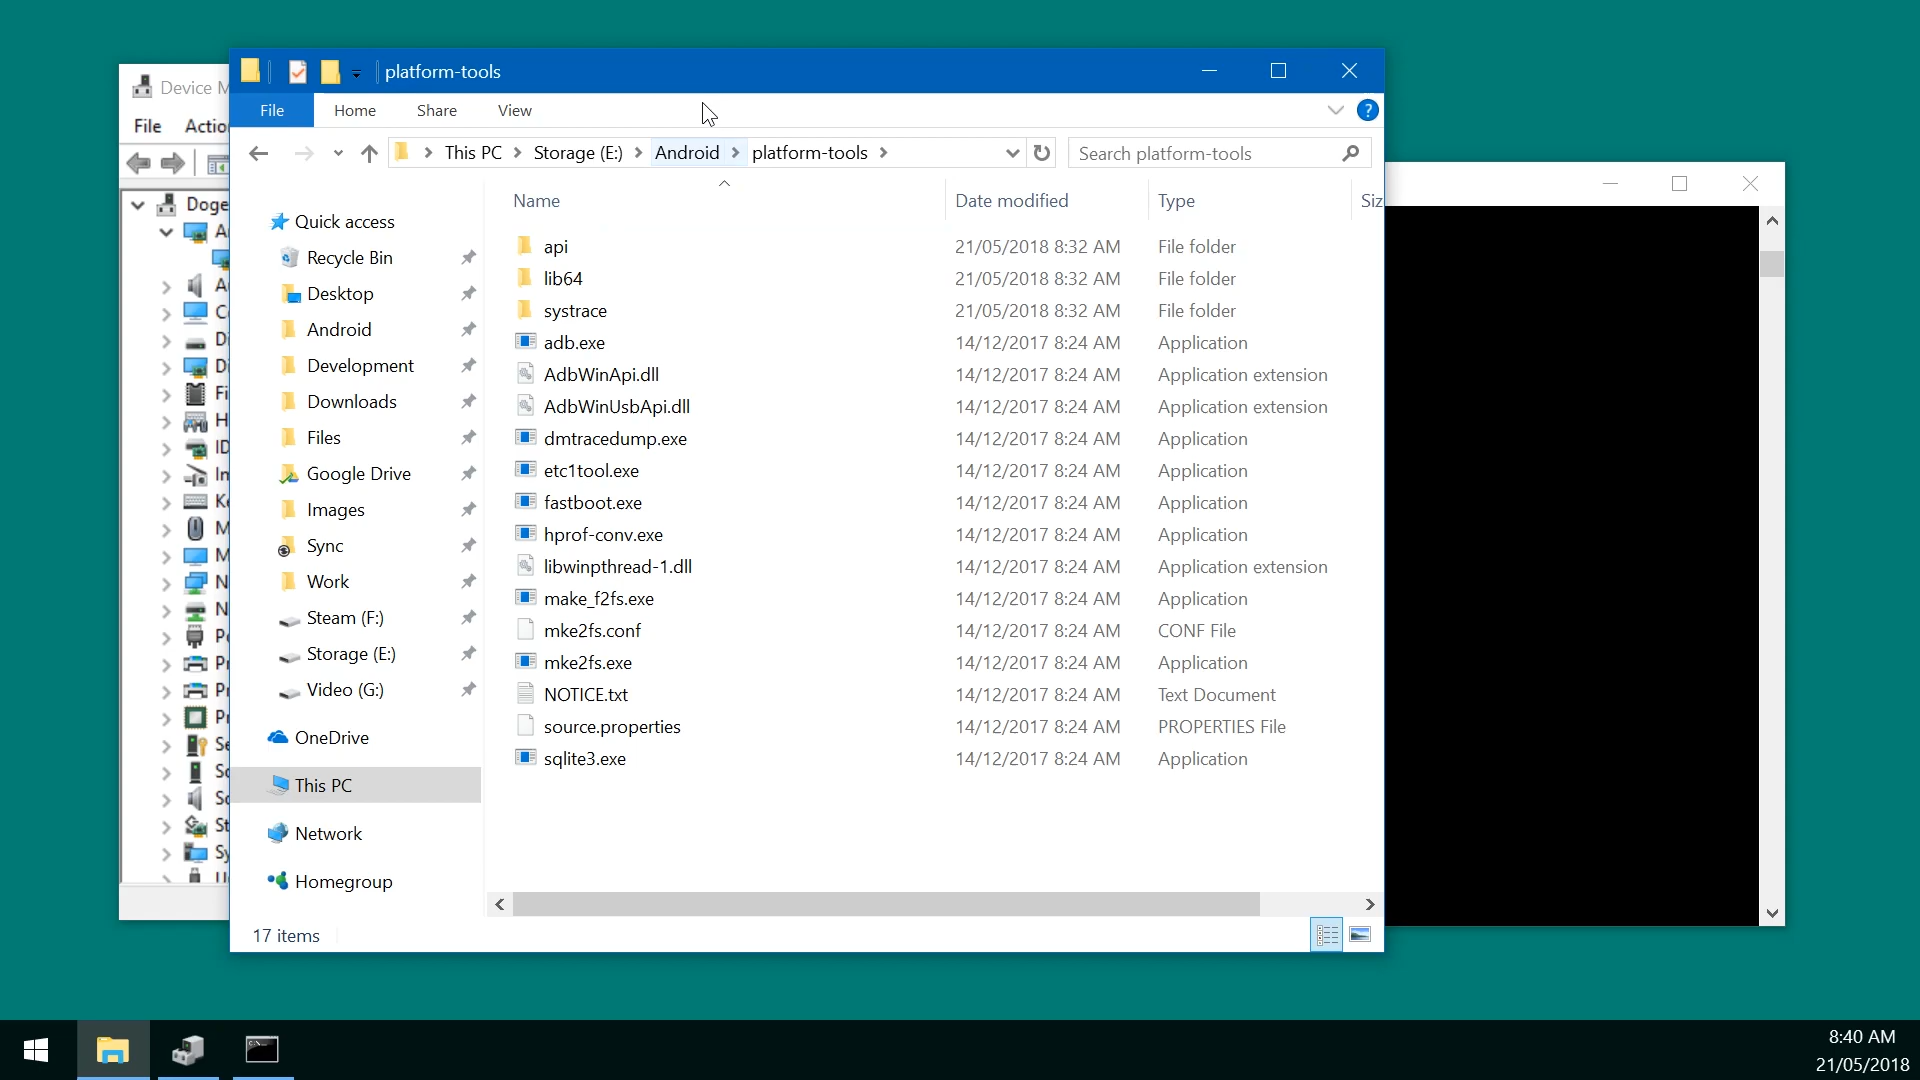 platform-tools
File Home Share View
?
This PC Storage (E:) Android platform-tools
Search platform-tools
Device M
File Actio
Doge
Name Date modified Type Siz
Quick access
Recycle Bin
Desktop
Android
Development
Downloads
Files
Google Drive
Images
Sync
Work
Steam (F:)
Storage (E:)
Video (G:)
OneDrive
This PC
Network
Homegroup
api 21/05/2018 8:32 AM File folder
lib64 21/05/2018 8:32 AM File folder
systrace 21/05/2018 8:32 AM File folder
adb.exe 14/12/2017 8:24 AM Application
AdbWinApi.dll 14/12/2017 8:24 AM Application extension
AdbWinUsbApi.dll 14/12/2017 8:24 AM Application extension
dmtracedump.exe 14/12/2017 8:24 AM Application
etc1tool.exe 14/12/2017 8:24 AM Application
fastboot.exe 14/12/2017 8:24 AM Application
hprof-conv.exe 14/12/2017 8:24 AM Application
libwinpthread-1.dll 14/12/2017 8:24 AM Application extension
make_f2fs.exe 14/12/2017 8:24 AM Application
mke2fs.conf 14/12/2017 8:24 AM CONF File
mke2fs.exe 14/12/2017 8:24 AM Application
NOTICE.txt 14/12/2017 8:24 AM Text Document
source.properties 14/12/2017 8:24 AM PROPERTIES File
sqlite3.exe 14/12/2017 8:24 AM Application
17 items
8:40 AM
21/05/2018